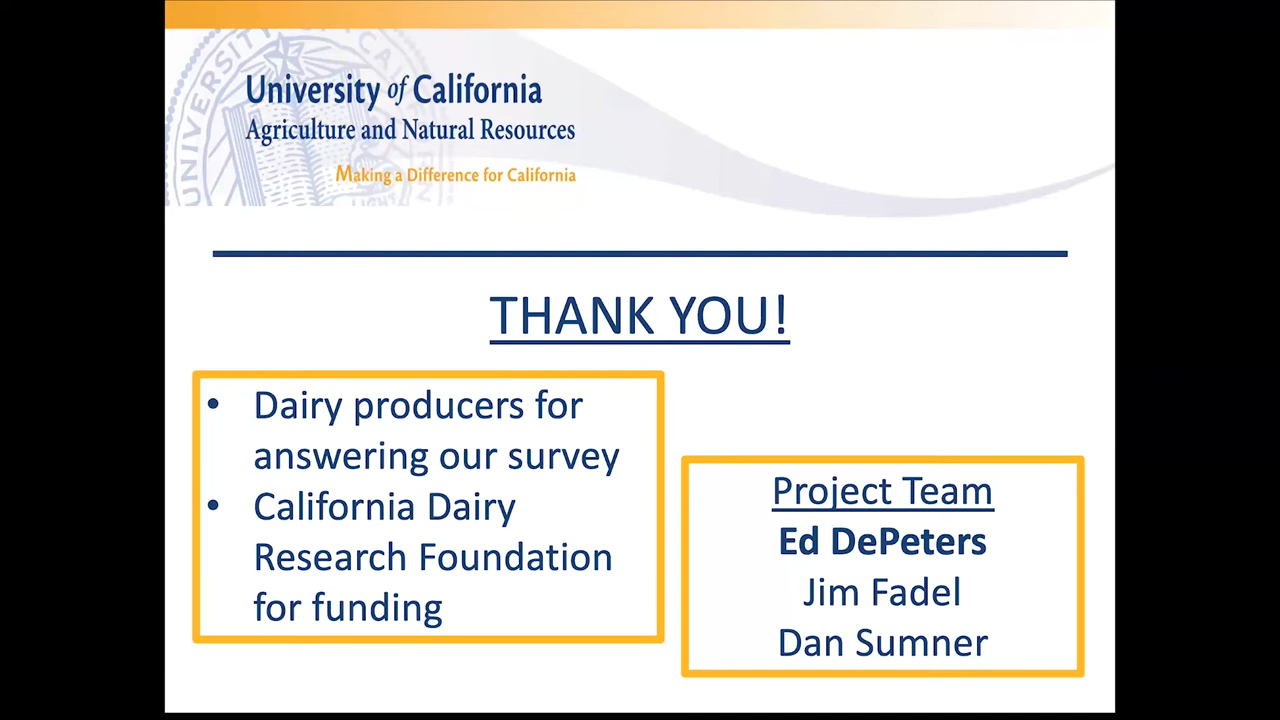 University of California
Agriculture and Natural Resources
Making a Difference for California
THANK YOU!
• Dairy producers for
answering our survey
• California Dairy
Research Foundation
for funding
Project Team
Ed DePeters
Jim Fadel
Dan Sumner